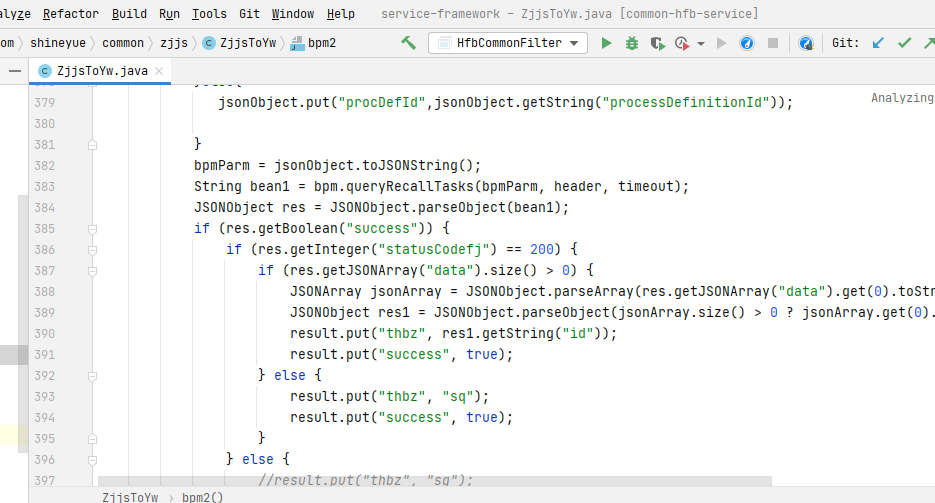 alyze Refactor Build Run Tools Git Window Help service-framework - ZjjsToYw.java [common-hfb-service]
om shineyue common zjjs ZjjsToYw bpm2 HfbCommonFilter Git:
ZjjsToYw.java
379 jsonObject.put("procDefId",jsonObject.getString("processDefinitionId")); Analyzing
380
381 }
382 bpmParm = jsonObject.toJSONString();
383 String bean1 = bpm.queryRecallTasks(bpmParm, header, timeout);
384 JSONObject res = JSONObject.parseObject(bean1);
385 if (res.getBoolean("success")) {
386 if (res.getInteger("statusCodefj") == 200) {
387 if (res.getJSONArray("data").size() > 0) {
388 JSONArray jsonArray = JSONObject.parseArray(res.getJSONArray("data").get(0).toStr
389 JSONObject res1 = JSONObject.parseObject(jsonArray.size() > 0 ? jsonArray.get(0).
390 result.put("thbz", res1.getString("id"));
391 result.put("success", true);
392 } else {
393 result.put("thbz", "sq");
394 result.put("success", true);
395 }
396 } else {
397 //result.put("thbz", "sq");
ZjjsToYw bpm2()